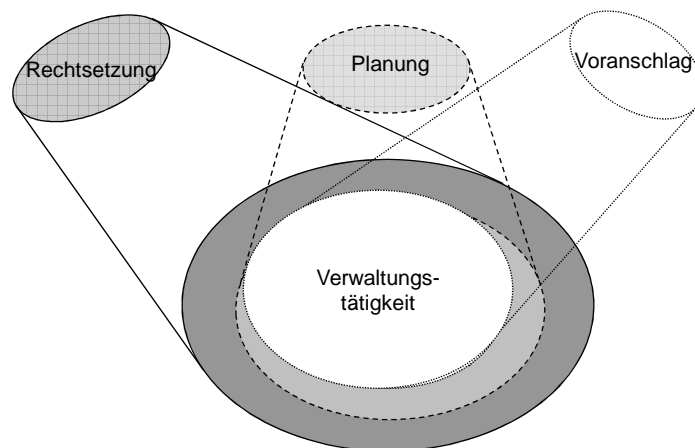 Rechtsetzung
Planung
Voranschlag
Verwaltungs-
tätigkeit